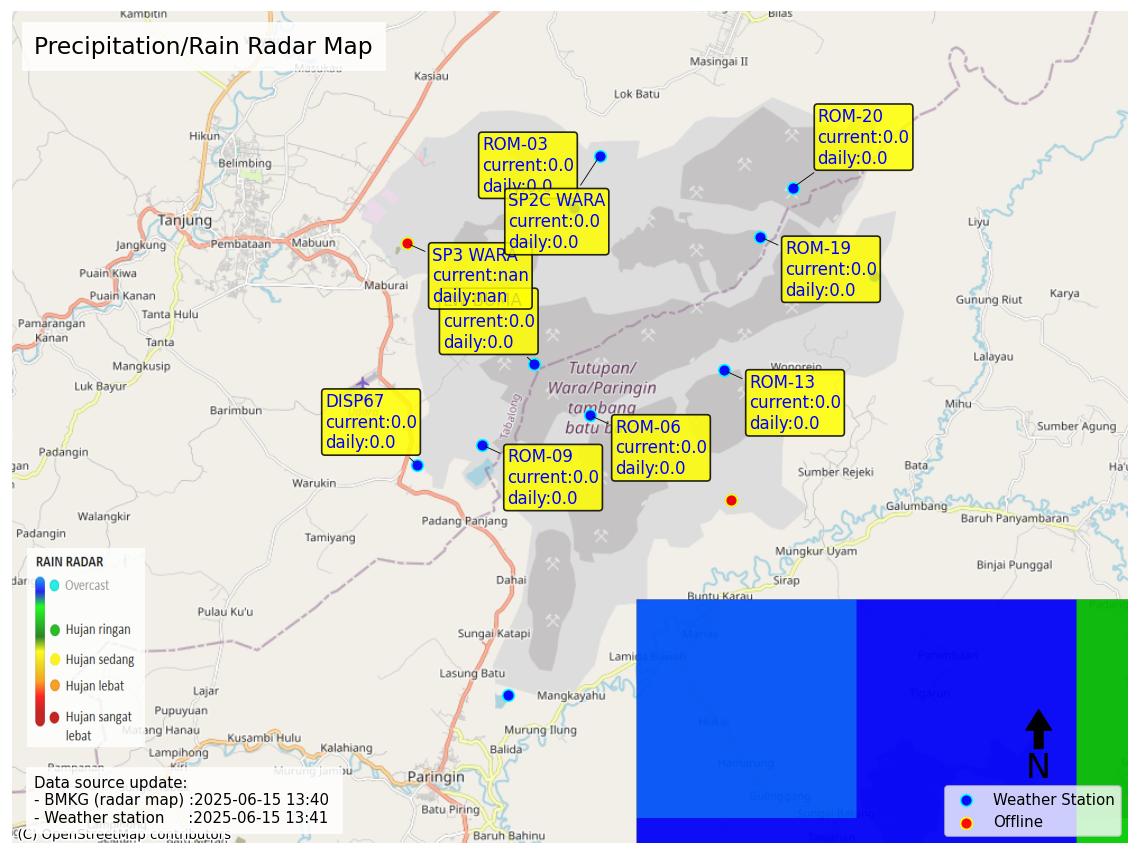 Kambitin
Bilas
Precipitation/Rain Radar Map
Masukau
Kasiau
Masingai II
Lok Batu
Hikun
Belimbing
ROM-03
current:0.0
daily:0.0
ROM-20
current:0.0
daily:0.0
SP2C WARA
current:0.0
daily:0.0
Tanjung
Jangkung
Pembataan
Mabuun
Liyu
SP3 WARA
current:nan
daily:nan
ROM-19
current:0.0
daily:0.0
Puain Kiwa
Puain Kanan
Maburai
Tanta Hulu
Gunung Riut
Karya
current:0.0
daily:0.0
Pamarangan
Kanan
Tanta
Mangkusip
Luk Bayur
Barimbun
Lalayau
Tutupan/
Wara/Paringin
tambang
batu b
Wonorejo
Tabalong
ROM-13
current:0.0
daily:0.0
Mihu
Sumber Agung
DISP67
current:0.0
daily:0.0
ROM-06
current:0.0
daily:0.0
ROM-09
current:0.0
daily:0.0
Padangin
Warukin
Sumber Rejeki
Bata
Ha'u
Galumbang
Baruh Panyambaran
Walangkir
Padangin
Tamiyang
Padang Panjang
Mungkur Uyam
Binjai Punggal
Sirap
Dahai
Buntu Karau
RAIN RADAR
Overcast
Hujan ringan
Hujan sedang
Hujan lebat
Hujan sangat
lebat
Pulau Ku'u
Sungai Katapi
Marias
Lasung Batu
Lajar
Mangkayahu
Tigarun
Hukai
Pupuyuan
Matang Hanau
Kusambi Hulu
Murung Ilung
Lampihong
Kalahiang
Balida
Hamarung
Kiri
Murung Jambu
Paringin
Gulinggang
Batu Piring
Baruh Bahinu
N
Data source update:
- BMKG (radar map) :2025-06-15 13:40
- Weather station :2025-06-15 13:41
(C) OpenStreetMap contributors
Weather Station
Offline